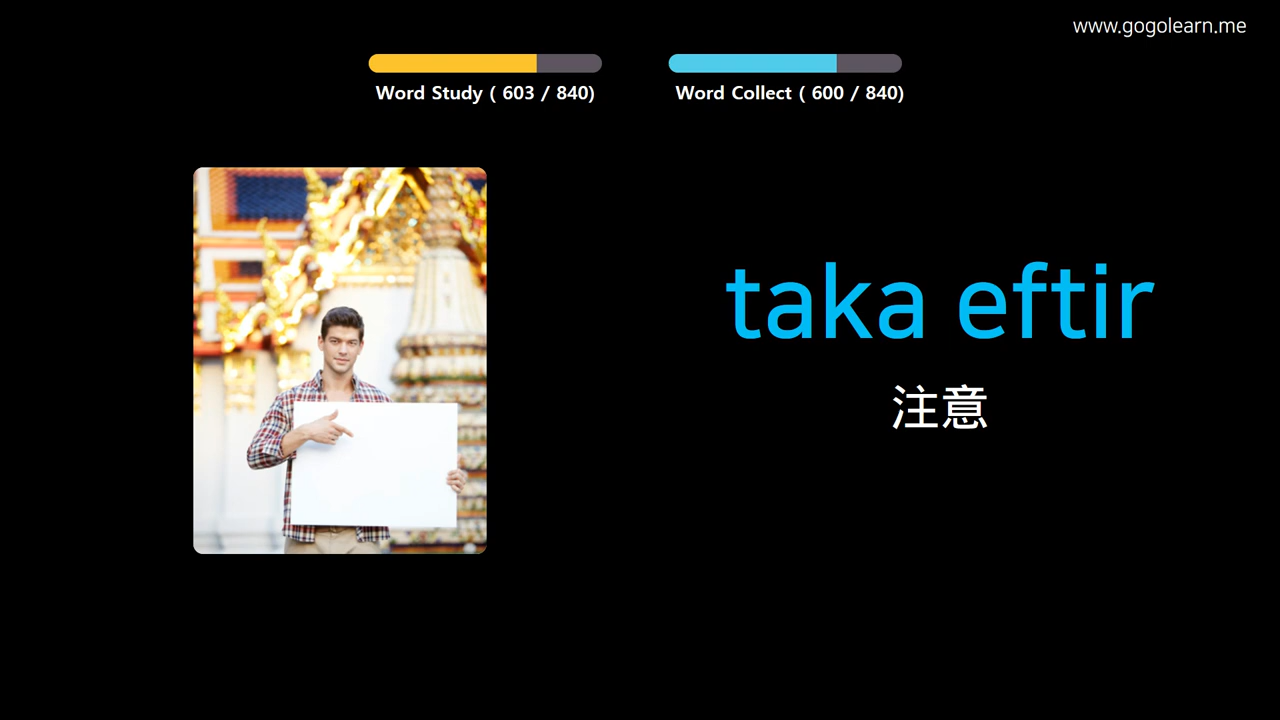 www.gogolearn.me
Word Study ( 603 / 840)
Word Collect ( 600 / 840)
taka eftir
注意